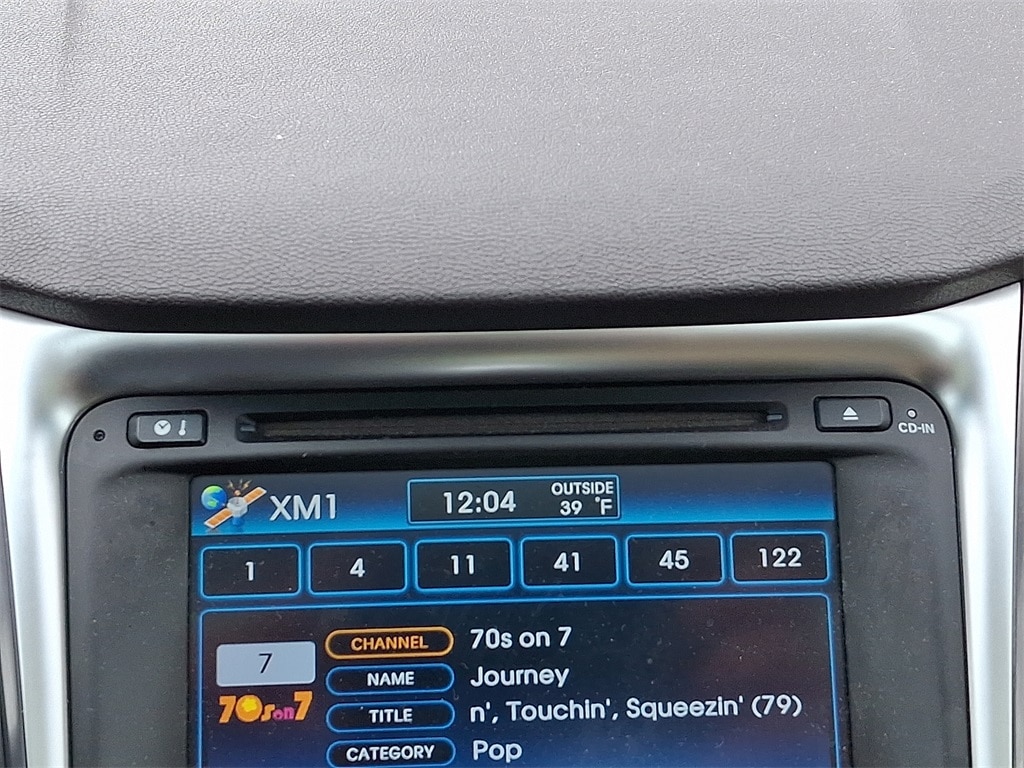 CD-IN
XM1
12:04
OUTSIDE
39 °F
1 4 11 41 45 122
CHANNEL 70s on 7
7
NAME Journey
70s on 7
TITLE n', Touchin', Squeezin' (79)
CATEGORY Pop